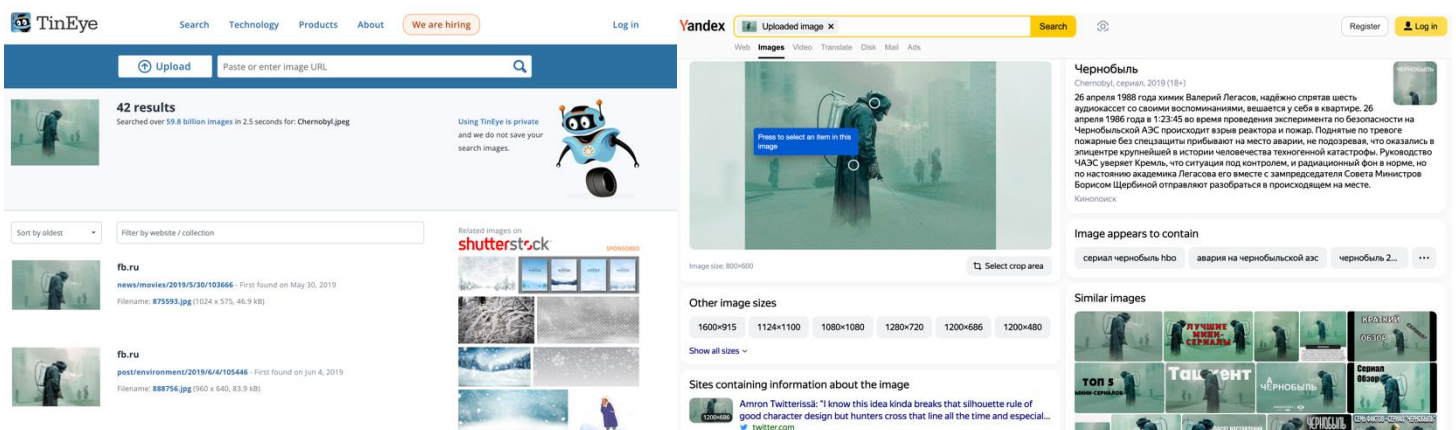 TinEye
Search Technology Products About We are hiring Log in
Upload Paste or enter image URL
42 results
Searched over 59.8 billion images in 2.5 seconds for: Chernobyl.jpeg
Using TinEye is private
and we do not save your
search images.
Sort by oldest Filter by website / collection
Related images on
shutterstock SPONSORED
fb.ru
news/movies/2019/5/30/103666 - First found on May 30, 2019
Filename: 875593.jpg (1024 x 575, 46.9 kB)
fb.ru
post/environment/2019/6/4/105446 - First found on Jun 4, 2019
Filename: 888756.jpg (960 x 640, 83.9 kB)
Yandex Uploaded image × Search Register Log in
Web Images Video Translate Disk Mail Ads
Press to select an item in this
image
Image size: 800×600 Select crop area
Other image sizes
1600×915 1124×1100 1080×1080 1280×720 1200×686 1200×480
Show all sizes
Sites containing information about the image
1200×686
Amron Twitterissä: "I know this idea kinda breaks that silhouette rule of
good character design but hunters cross that line all the time and especial...
twitter.com
Чернобыль
Chernobyl, сериал, 2019 (18+)
ЧЕРНОБЫЛЬ
26 апреля 1988 года химик Валерий Легасов, надёжно спрятав шесть
аудиокассет со своими воспоминаниями, вешается у себя в квартире. 26
апреля 1986 года в 1:23:45 во время проведения эксперимента по безопасности на
Чернобыльской АЭС происходит взрыв реактора и пожар. Поднятые по тревоге
пожарные без спецзащиты прибывают на место аварии, не подозревая, что оказались в
эпицентре крупнейшей в истории человечества техногенной катастрофы. Руководство
ЧАЭС уверяет Кремль, что ситуация под контролем, и радиационный фон в норме, но
по настоянию академика Легасова его вместе с зампредседателя Совета Министров
Борисом Щербиной отправляют разобраться в происходящем на месте.
Кинопоиск
Image appears to contain
сериал чернобыль hbo авария на чернобыльской аэс чернобыль 2... ...
Similar images
ЛУЧШИЕ
МИНИ-
СЕРИАЛЫ
КРАТКИЙ
ОБЗОР
ТОП 5
МИНИ-СЕРИАЛОВ
Ташкент
ЧЕРНОБЫЛЬ
Сериал
Обзор
ЧЕРНОБЫЛЬ